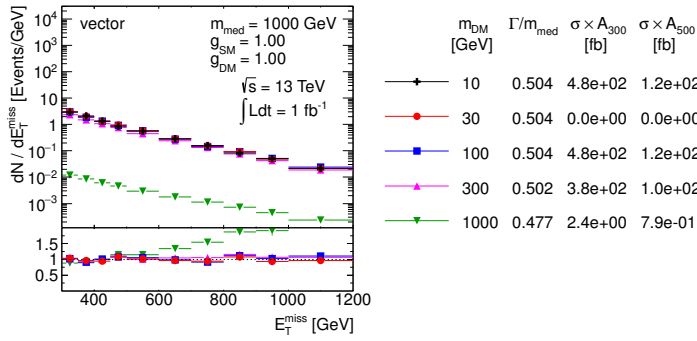 vector
m_med = 1000 GeV
g_SM = 1.00
g_DM = 1.00
√s = 13 TeV
∫ Ldt = 1 fb⁻¹
dN / dE_T^miss [Events/GeV]
10⁴
10³
10²
10
1
10⁻¹
10⁻²
10⁻³
1.5
1
0.5
400 600 800 1000 1200
E_T^miss [GeV]
m_DM Γ/m_med σ × A_300 σ × A_500
[GeV] [fb] [fb]
10 0.504 4.8e+02 1.2e+02
30 0.504 0.0e+00 0.0e+00
100 0.504 4.8e+02 1.2e+02
300 0.502 3.8e+02 1.0e+02
1000 0.477 2.4e+00 7.9e-01